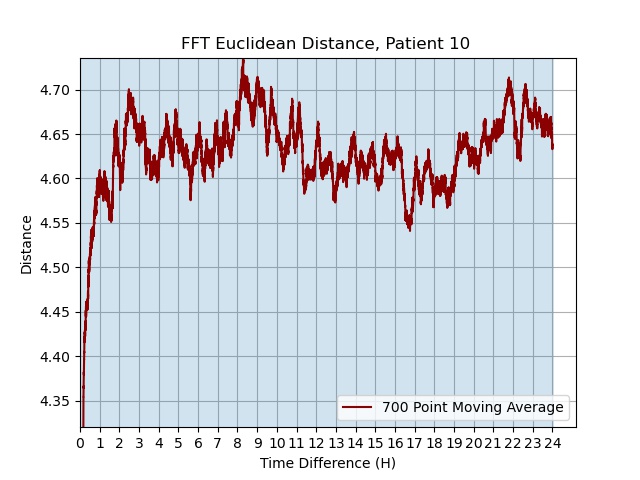 FFT Euclidean Distance, Patient 10
4.70
4.65
4.60
4.55
4.50
4.45
4.40
4.35
Distance
700 Point Moving Average
0 1 2 3 4 5 6 7 8 9 10 11 12 13 14 15 16 17 18 19 20 21 22 23 24
Time Difference (H)